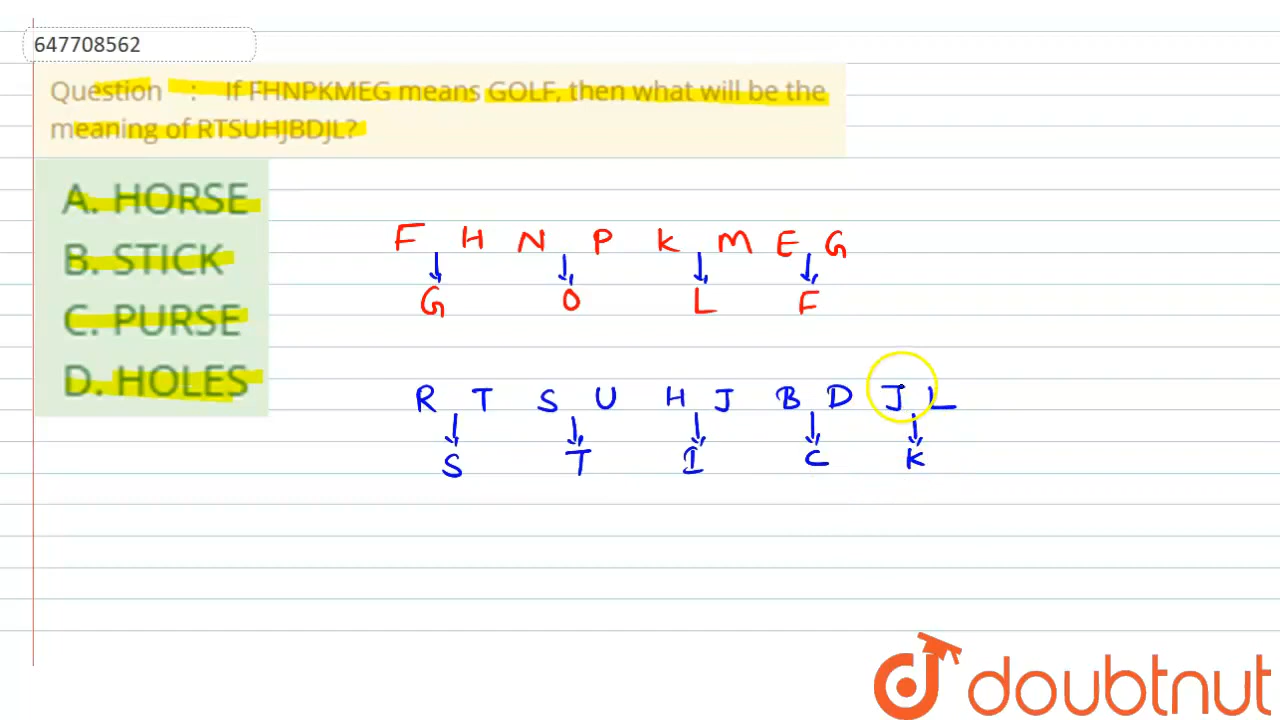 647708562
Question : If FHNPKMEG means GOLF, then what will be the
meaning of RTSUHJBDJL?
A. HORSE
B. STICK
C. PURSE
D. HOLES
F H N P K M E G
G O L F
R T S U H J B D J L
S T I C K
doubtnut